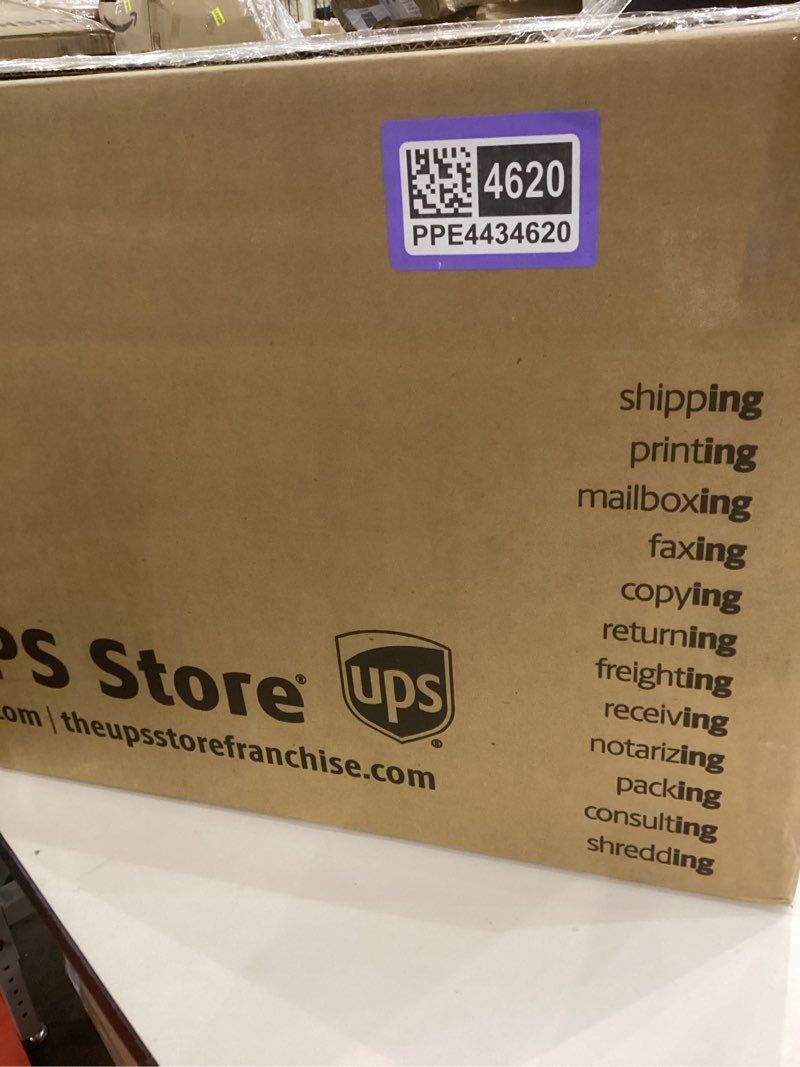 4620
PPE4434620
shipping
printing
mailboxing
faxing
copying
returning
freighting
receiving
notarizing
packing
consulting
shredding
PS Store®
ups
®
.com | theupsstorefranchise.com